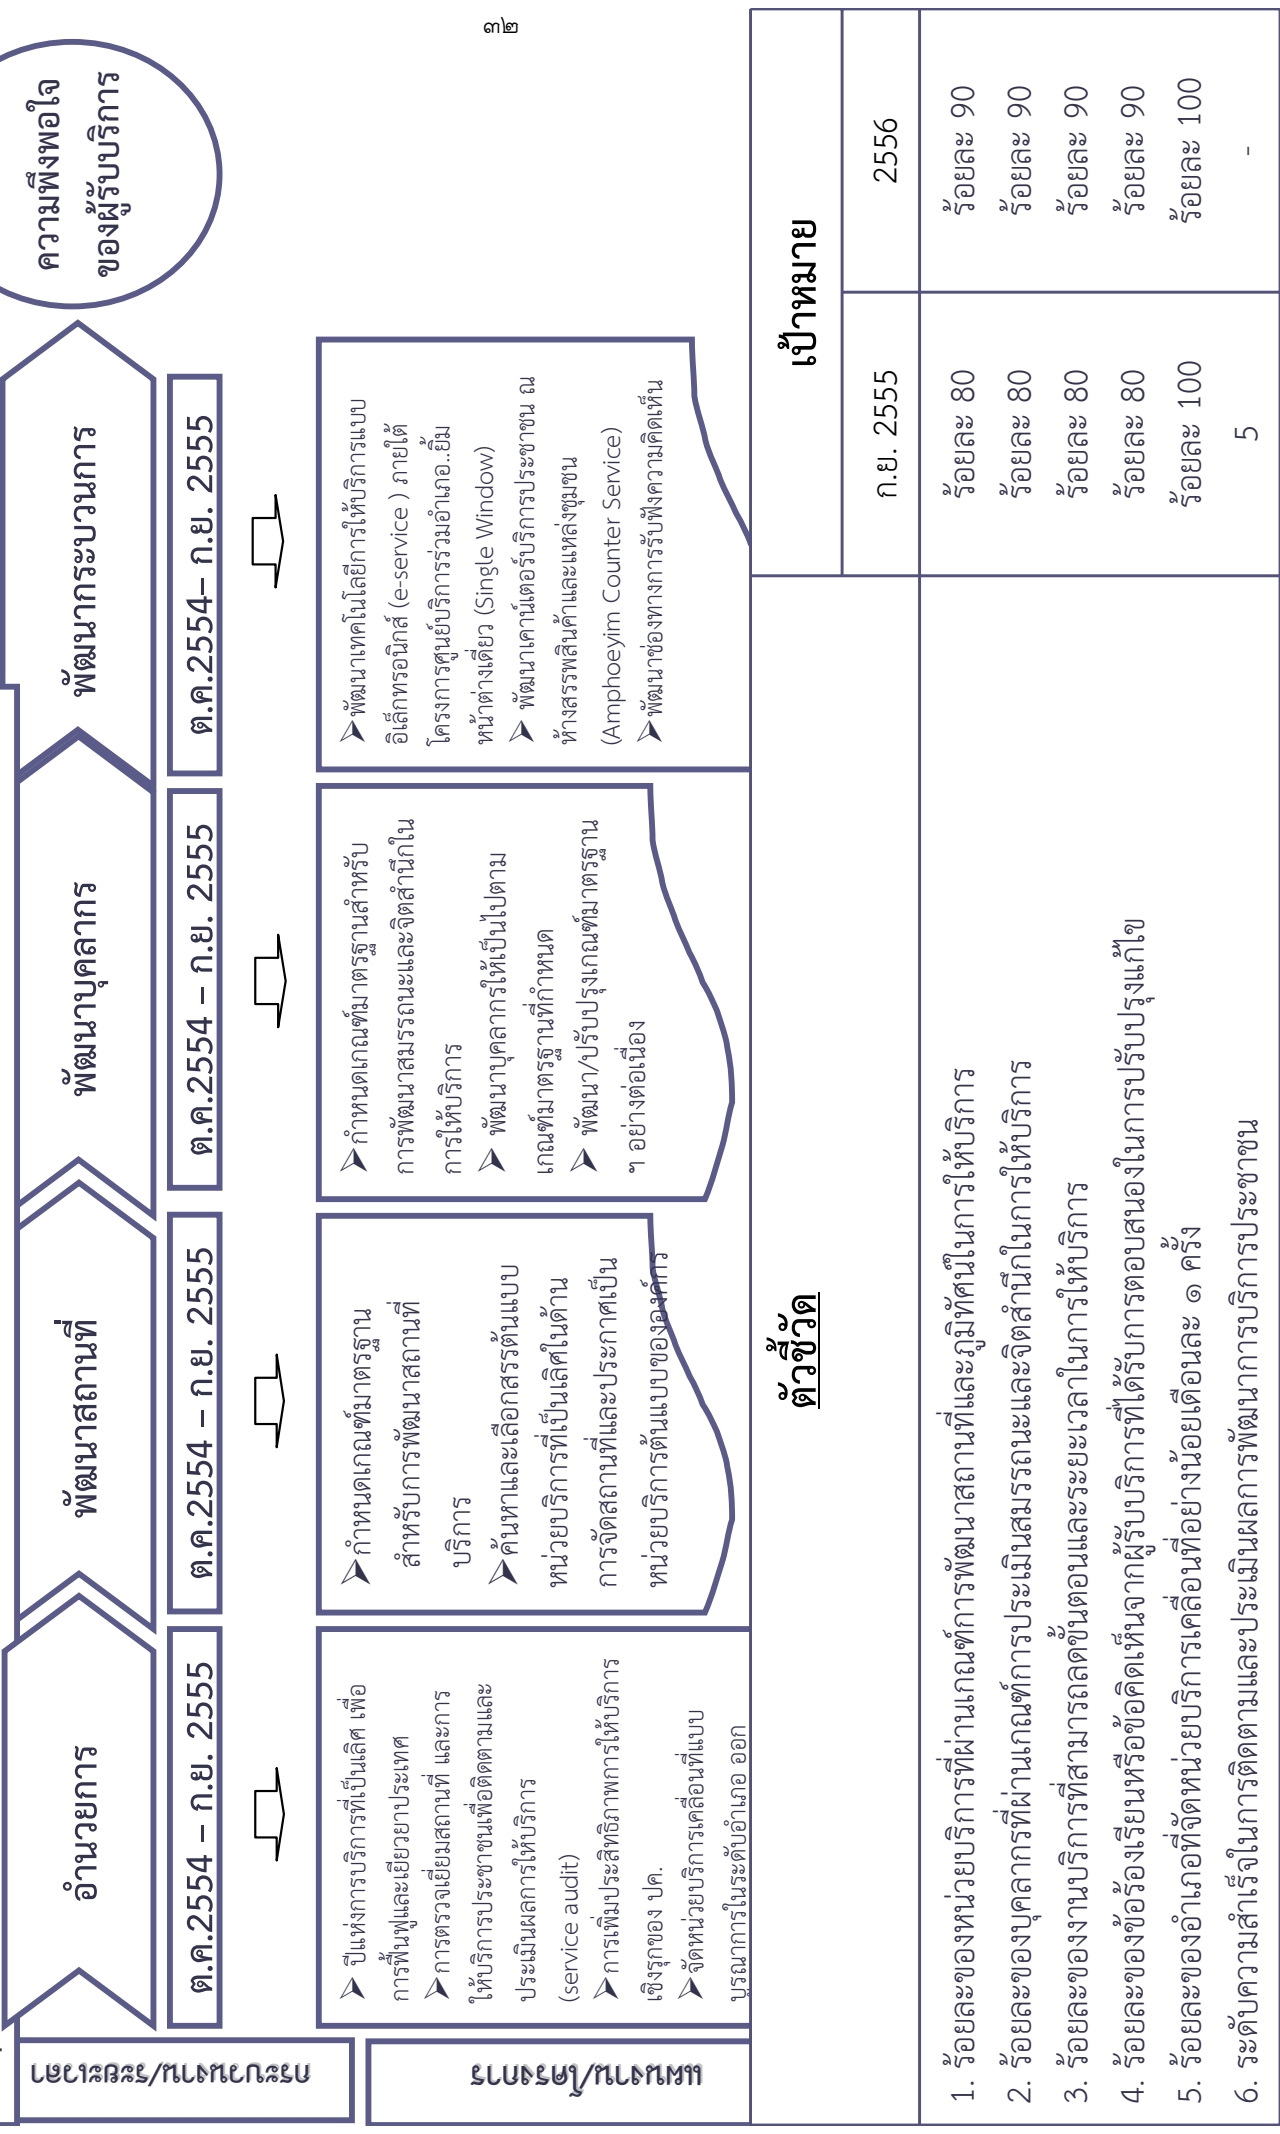 ๓๒
ความพึงพอใจ
ของผู้รับบริการ
อำนวยการ
พัฒนาสถานที่
พัฒนาบุคลากร
พัฒนากระบวนการ
กระบวนงาน/ระยะเวลา
ต.ค.2554 – ก.ย. 2555
ต.ค.2554 – ก.ย. 2555
ต.ค.2554 – ก.ย. 2555
ต.ค.2554– ก.ย. 2555
แผนงาน/โครงการ
➢ ปีแห่งการบริการที่เป็นเลิศ เพื่อ
การฟื้นฟูและเยียวยาประเทศ
➢การตรวจเยี่ยมสถานที่ และการ
ให้บริการประชาชนเพื่อติดตามและ
ประเมินผลการให้บริการ
(service audit)
➢การเพิ่มประสิทธิภาพการให้บริการ
เชิงรุกของ ปค.
➢จัดหน่วยบริการเคลื่อนที่แบบ
บูรณาการในระดับอำเภอ ออก
➢กำหนดเกณฑ์มาตรฐาน
สำหรับการพัฒนาสถานที่
บริการ
➢ค้นหาและเลือกสรรต้นแบบ
หน่วยบริการที่เป็นเลิศในด้าน
การจัดสถานที่และประกาศเป็น
หน่วยบริการต้นแบบขององค์กร
➢กำหนดเกณฑ์มาตรฐานสำหรับ
การพัฒนาสมรรถนะและจิตสำนึกใน
การให้บริการ
➢ พัฒนาบุคลากรให้เป็นไปตาม
เกณฑ์มาตรฐานที่กำหนด
➢ พัฒนา/ปรับปรุงเกณฑ์มาตรฐาน
ๆ อย่างต่อเนื่อง
➢พัฒนาเทคโนโลยีการให้บริการแบบ
อิเล็กทรอนิกส์ (e-service ) ภายใต้
โครงการศูนย์บริการร่วมอำเภอ..ยิ้ม
หน้าต่างเดียว (Single Window)
➢ พัฒนาเคาน์เตอร์บริการประชาชน ณ
ห้างสรรพสินค้าและแหล่งชุมชน
(Amphoeyim Counter Service)
➢พัฒนาช่องทางการรับฟังความคิดเห็น
ตัวชี้วัด
เป้าหมาย
ก.ย. 2555 2556
1. ร้อยละของหน่วยบริการที่ผ่านเกณฑ์การพัฒนาสถานที่และภูมิทัศน์ในการให้บริการ ร้อยละ 80 ร้อยละ 90
2. ร้อยละของบุคลากรที่ผ่านเกณฑ์การประเมินสมรรถนะและจิตสำนึกในการให้บริการ ร้อยละ 80 ร้อยละ 90
3. ร้อยละของงานบริการที่สามารถลดขั้นตอนและระยะเวลาในการให้บริการ ร้อยละ 80 ร้อยละ 90
4. ร้อยละของข้อร้องเรียนหรือข้อคิดเห็นจากผู้รับบริการที่ได้รับการตอบสนองในการปรับปรุงแก้ไข ร้อยละ 80 ร้อยละ 90
5. ร้อยละของอำเภอที่จัดหน่วยบริการเคลื่อนที่อย่างน้อยเดือนละ ๑ ครั้ง ร้อยละ 100 ร้อยละ 100
6. ระดับความสำเร็จในการติดตามและประเมินผลการพัฒนาการบริการประชาชน 5 -